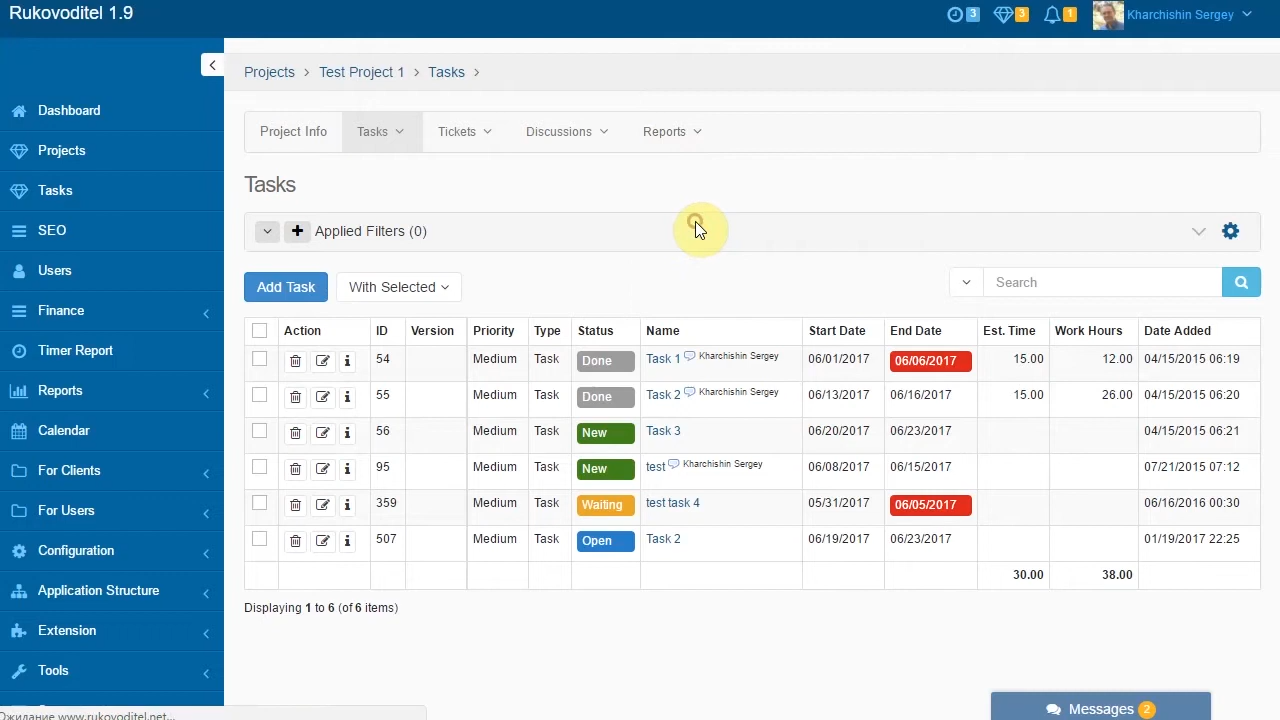 Rukovoditel 1.9
3 3 1 Kharchishin Sergey
Projects > Test Project 1 > Tasks >
Dashboard
Projects
Tasks
SEO
Users
Finance
Timer Report
Reports
Calendar
For Clients
For Users
Configuration
Application Structure
Extension
Tools
Project Info Tasks Tickets Discussions Reports
Tasks
Applied Filters (0)
Add Task With Selected Search
Action ID Version Priority Type Status Name Start Date End Date Est. Time Work Hours Date Added
54 Medium Task Done Task 1 Kharchishin Sergey 06/01/2017 06/06/2017 15.00 12.00 04/15/2015 06:19
55 Medium Task Done Task 2 Kharchishin Sergey 06/13/2017 06/16/2017 15.00 26.00 04/15/2015 06:20
56 Medium Task New Task 3 06/20/2017 06/23/2017 04/15/2015 06:21
95 Medium Task New test Kharchishin Sergey 06/08/2017 06/15/2017 07/21/2015 07:12
359 Medium Task Waiting test task 4 05/31/2017 06/05/2017 06/16/2016 00:30
507 Medium Task Open Task 2 06/19/2017 06/23/2017 01/19/2017 22:25
30.00 38.00
Displaying 1 to 6 (of 6 items)
Messages 2
Ожидание www.rukovoditel.net...